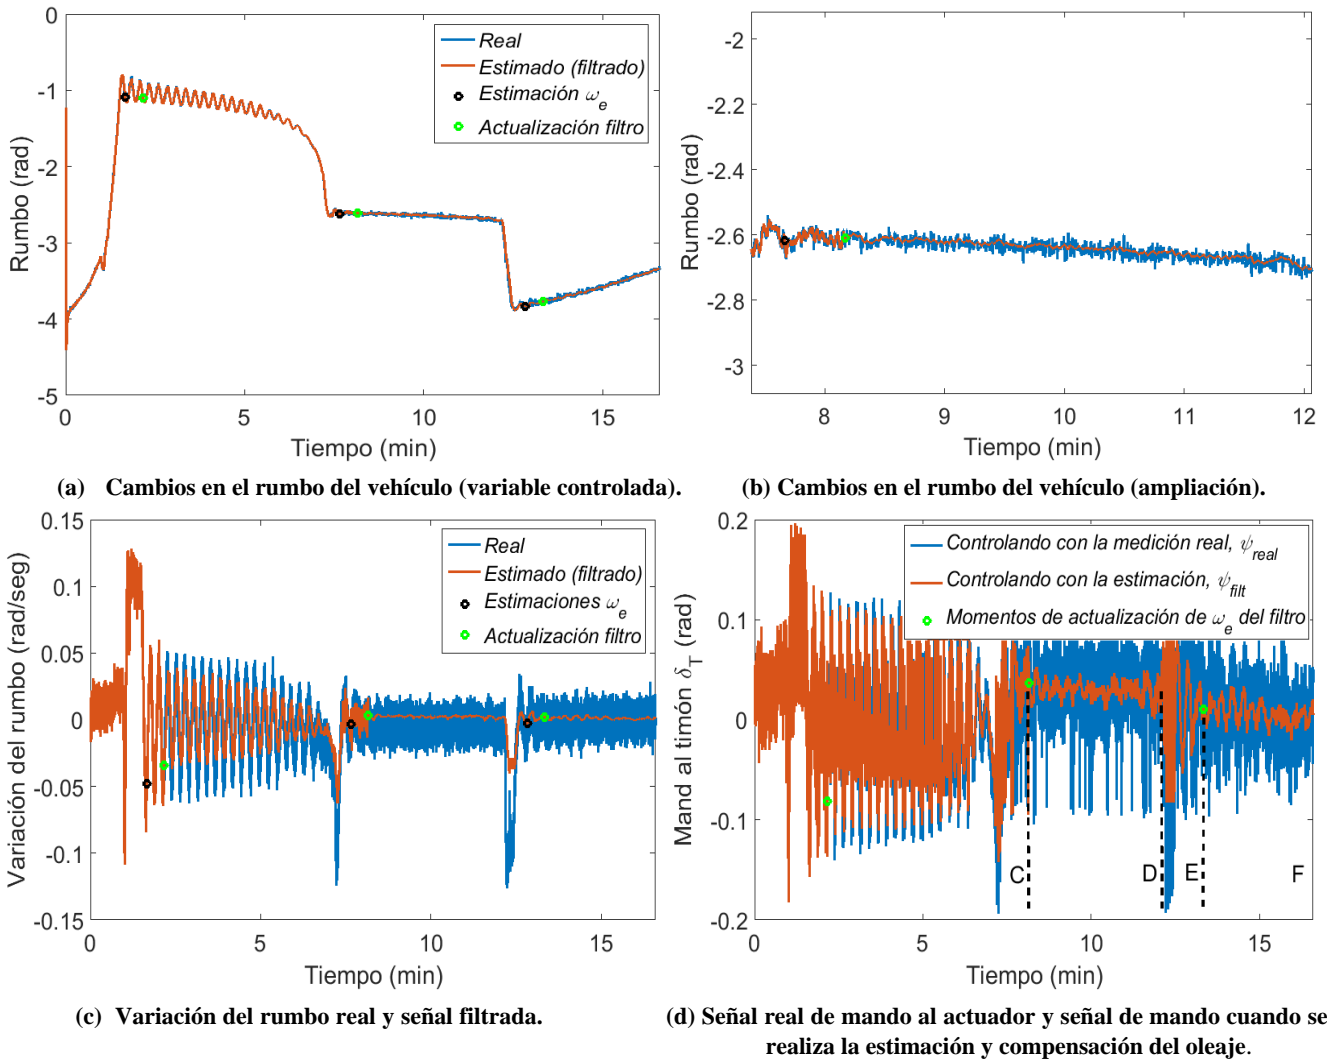 0
-1
-2
-3
-4
-5
Rumbo (rad)
Real
Estimado (filtrado)
Estimación ωe
Actualización filtro
0 5 10 15
Tiempo (min)
(a) Cambios en el rumbo del vehículo (variable controlada).
-2
-2.2
-2.4
-2.6
-2.8
-3
Rumbo (rad)
8 9 10 11 12
Tiempo (min)
(b) Cambios en el rumbo del vehículo (ampliación).
0.15
0.1
0.05
0
-0.05
-0.1
-0.15
Variación del rumbo (rad/seg)
Real
Estimado (filtrado)
Estimaciones ωe
Actualización filtro
0 5 10 15
Tiempo (min)
(c) Variación del rumbo real y señal filtrada.
0.2
0.1
0
-0.1
-0.2
Mand al timón δT (rad)
Controlando con la medición real, ψreal
Controlando con la estimación, ψfilt
Momentos de actualización de ωe del filtro
C D E F
0 5 10 15
Tiempo (min)
(d) Señal real de mando al actuador y señal de mando cuando se
realiza la estimación y compensación del oleaje.